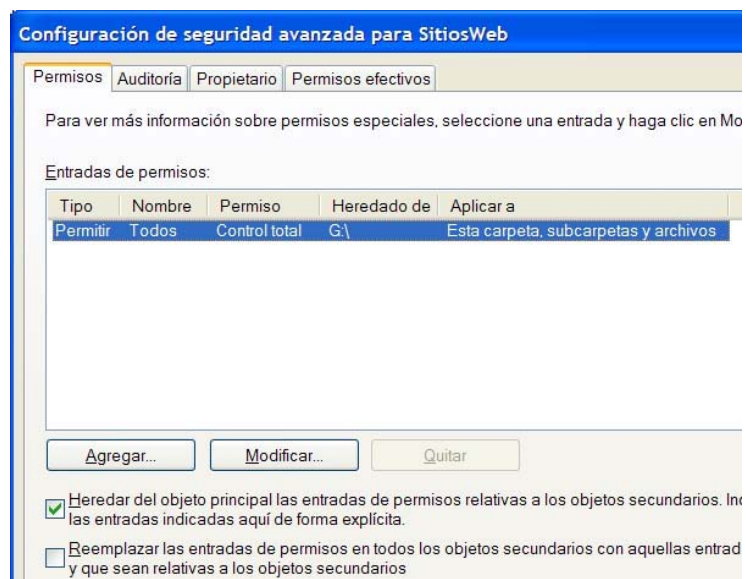 Configuración de seguridad avanzada para SitiosWeb
Permisos Auditoría Propietario Permisos efectivos
Para ver más información sobre permisos especiales, seleccione una entrada y haga clic en Mo
Entradas de permisos:
Tipo Nombre Permiso Heredado de Aplicar a
Permitir Todos Control total G:\ Esta carpeta, subcarpetas y archivos
Agregar... Modificar... Quitar
Heredar del objeto principal las entradas de permisos relativas a los objetos secundarios. In
las entradas indicadas aquí de forma explícita.
Reemplazar las entradas de permisos en todos los objetos secundarios con aquellas entrad
y que sean relativas a los objetos secundarios